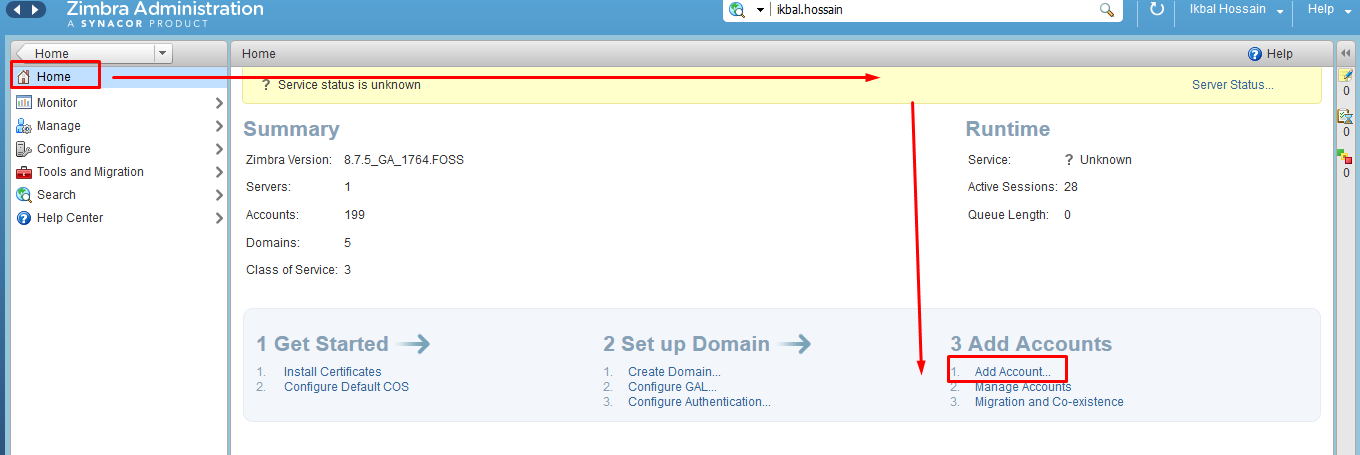 Zimbra Administration
A SYNACOR PRODUCT
ikbal.hossain
Ikbal Hossain
Help
Home
Home
Help
Home
Monitor
Manage
Configure
Tools and Migration
Search
Help Center
? Service status is unknown
Server Status...
Summary
Zimbra Version: 8.7.5_GA_1764.FOSS
Servers: 1
Accounts: 199
Domains: 5
Class of Service: 3
Runtime
Service: ? Unknown
Active Sessions: 28
Queue Length: 0
0
0
0
1 Get Started
1. Install Certificates
2. Configure Default COS
2 Set up Domain
1. Create Domain...
2. Configure GAL...
3. Configure Authentication...
3 Add Accounts
1. Add Account...
2. Manage Accounts
3. Migration and Co-existence